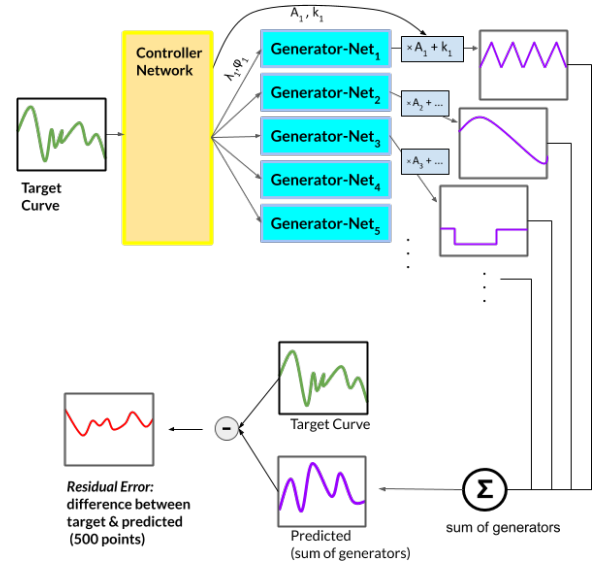 A₁ , k₁
Controller
Network
λ₁,φ₁
Generator-Net₁
×A₁ + k₁
Generator-Net₂
×A₂ + ...
Generator-Net₃
×A₃ + ...
Generator-Net₄
Generator-Net₅
Target
Curve
Target Curve
−
Σ
sum of generators
Residual Error:
difference between
target & predicted
(500 points)
Predicted
(sum of generators)